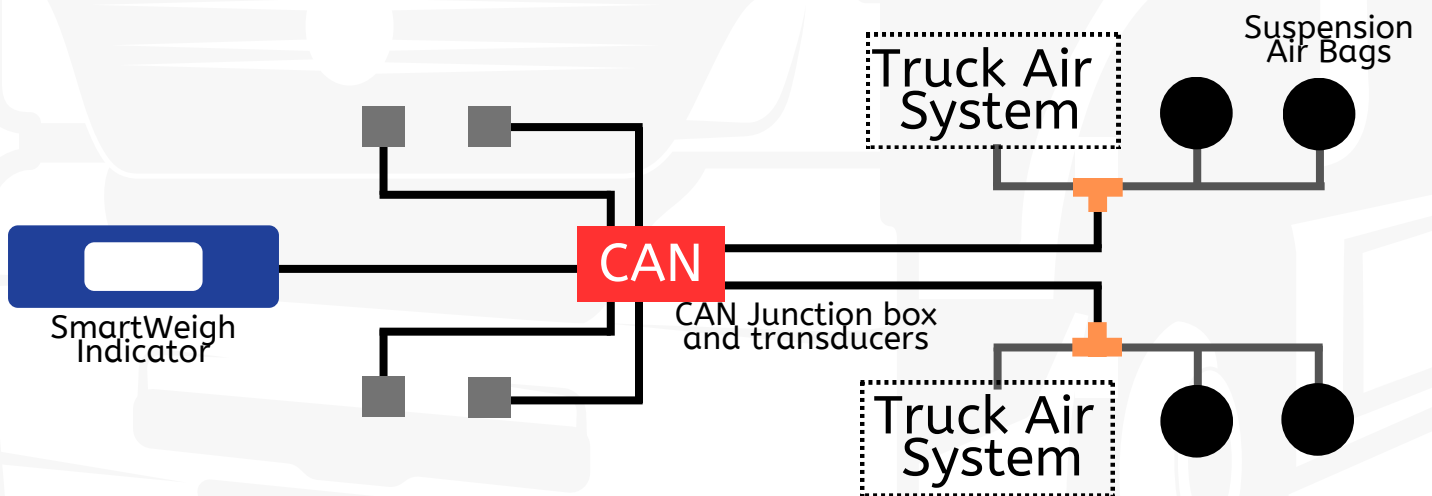 Suspension
Air Bags
Truck Air
System
CAN
SmartWeigh
Indicator
CAN Junction box
and transducers
Truck Air
System